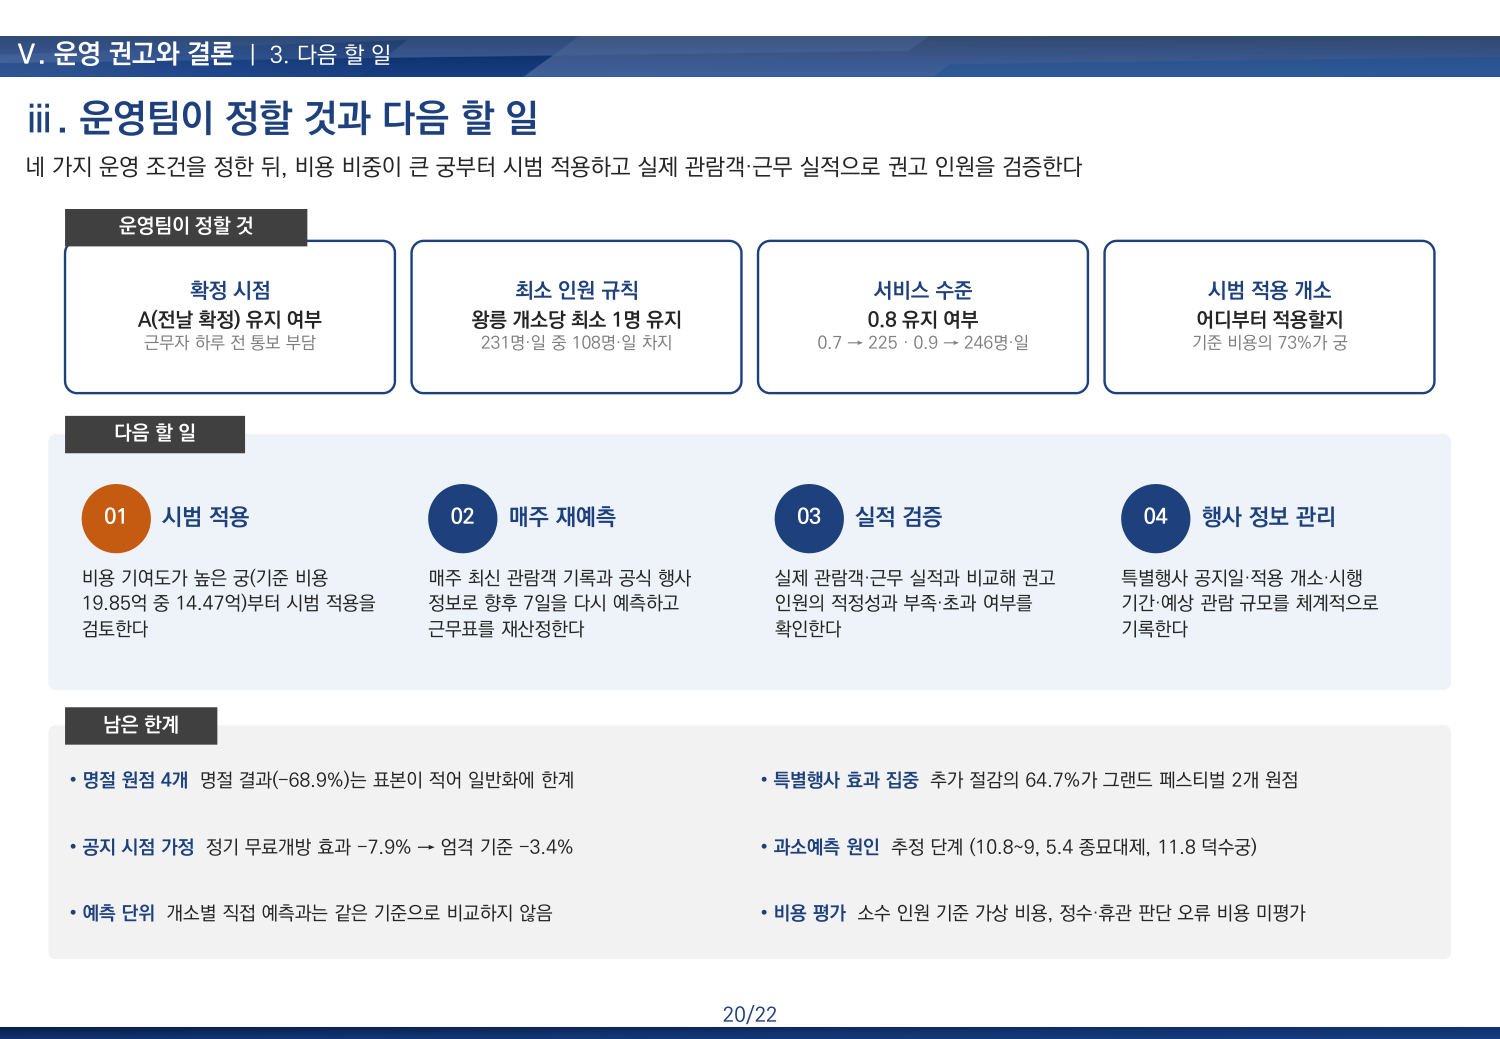 Ⅴ. 운영 권고와 결론 | 3. 다음 할 일
ⅲ. 운영팀이 정할 것과 다음 할 일
네 가지 운영 조건을 정한 뒤, 비용 비중이 큰 궁부터 시범 적용하고 실제 관람객·근무 실적으로 권고 인원을 검증한다
운영팀이 정할 것
확정 시점
A(전날 확정) 유지 여부
근무자 하루 전 통보 부담
최소 인원 규칙
왕릉 개소당 최소 1명 유지
231명·일 중 108명·일 차지
서비스 수준
0.8 유지 여부
0.7 → 225 · 0.9 → 246명·일
시범 적용 개소
어디부터 적용할지
기준 비용의 73%가 궁
다음 할 일
01 시범 적용
비용 기여도가 높은 궁(기준 비용
19.85억 중 14.47억)부터 시범 적용을
검토한다
02 매주 재예측
매주 최신 관람객 기록과 공식 행사
정보로 향후 7일을 다시 예측하고
근무표를 재산정한다
03 실적 검증
실제 관람객·근무 실적과 비교해 권고
인원의 적정성과 부족·초과 여부를
확인한다
04 행사 정보 관리
특별행사 공지일·적용 개소·시행
기간·예상 관람 규모를 체계적으로
기록한다
남은 한계
• 명절 원점 4개 명절 결과(−68.9%)는 표본이 적어 일반화에 한계
• 특별행사 효과 집중 추가 절감의 64.7%가 그랜드 페스티벌 2개 원점
• 공지 시점 가정 정기 무료개방 효과 −7.9% → 엄격 기준 −3.4%
• 과소예측 원인 추정 단계 (10.8~9, 5.4 종묘대제, 11.8 덕수궁)
• 예측 단위 개소별 직접 예측과는 같은 기준으로 비교하지 않음
• 비용 평가 소수 인원 기준 가상 비용, 정수·휴관 판단 오류 비용 미평가
20/22